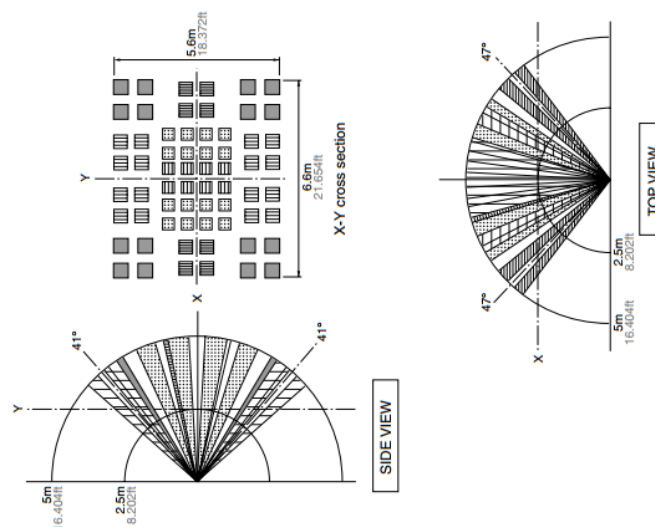 5.6m
18.372ft
Y
6.6m
21.654ft
X
X-Y cross section
41°
41°
Y
5m
16.404ft
2.5m
8.202ft
SIDE VIEW
47°
47°
X
2.5m
8.202ft
5m
16.404ft
TOP VIEW